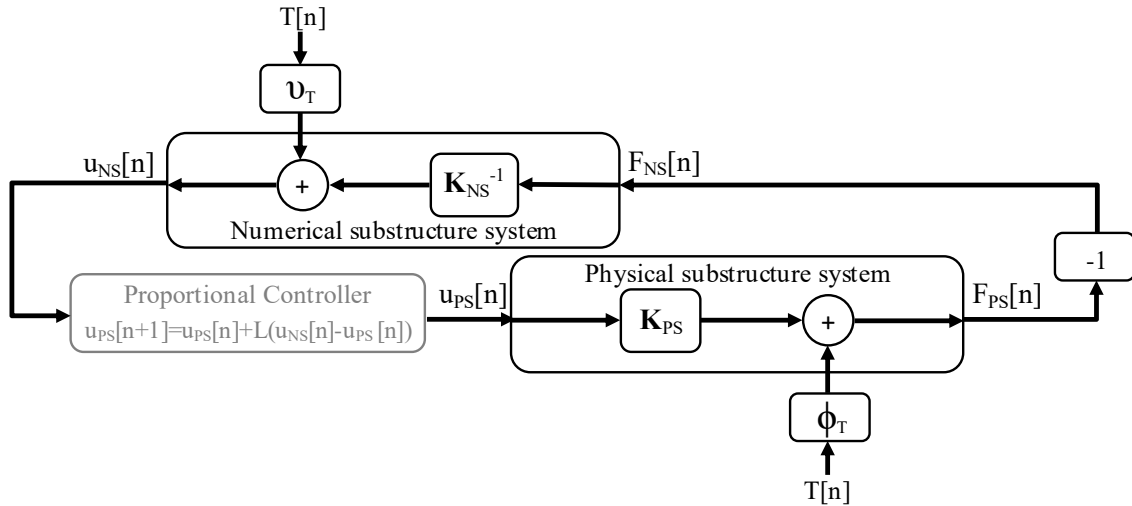 T[n]
υT
uNS[n]
+
KNS-1
FNS[n]
Numerical substructure system
-1
Proportional Controller
uPS[n+1]=uPS[n]+L(uNS[n]-uPS [n])
uPS[n]
Physical substructure system
KPS
+
FPS[n]
ϕT
T[n]